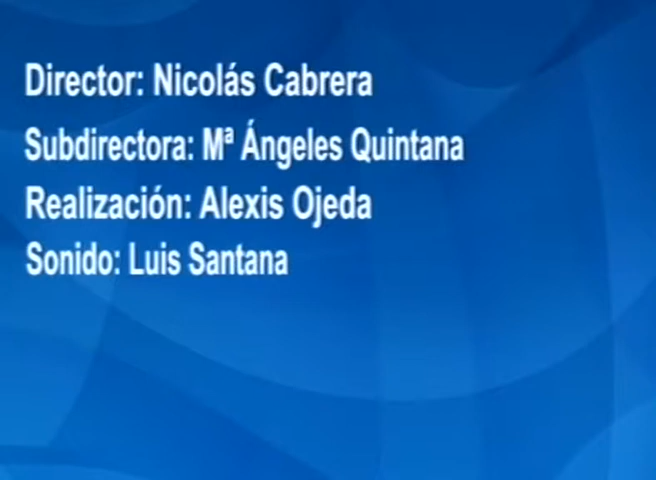 Director: Nicolás Cabrera
Subdirectora: Mª Ángeles Quintana
Realización: Alexis Ojeda
Sonido: Luis Santana